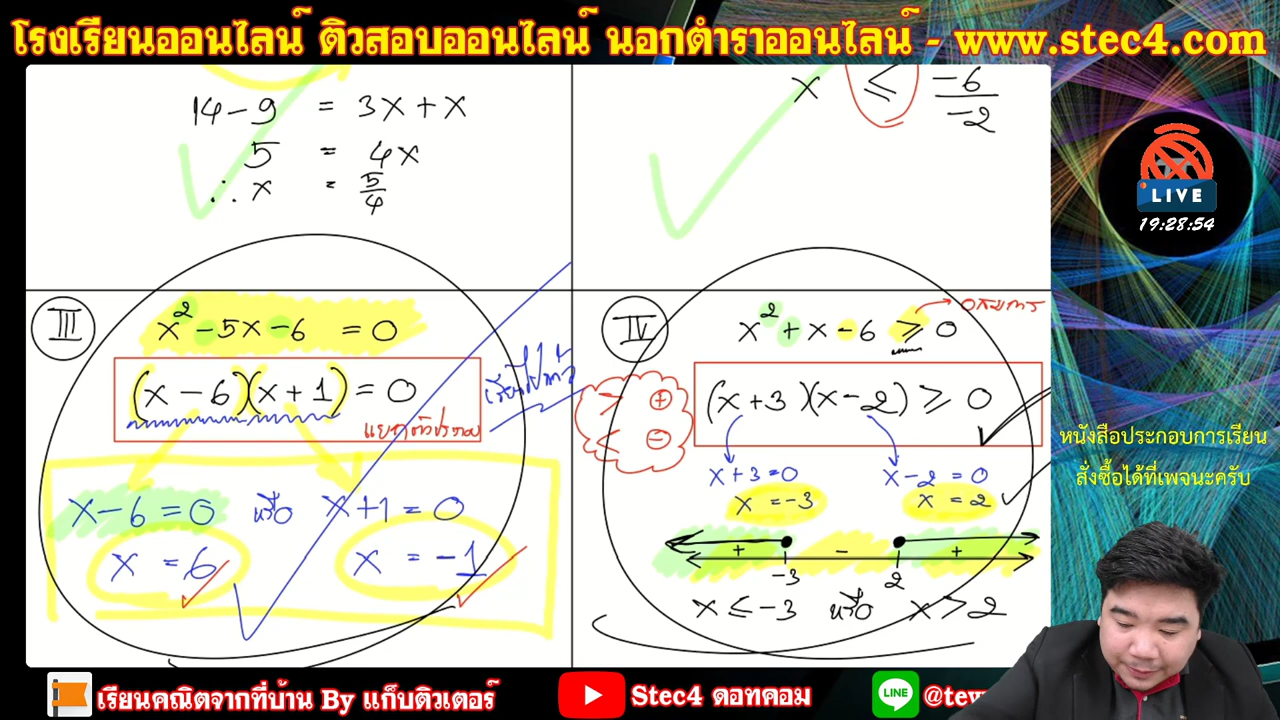 โรงเรียนออนไลน์ ติวสอบออนไลน์ นอกตำราออนไลน์ - www.stec4.com
14-9 = 3x+x
5 = 4x
∴ x = 5/4
x ≤ -6/-2
LIVE
19:28:54
III
x²-5x-6 = 0
(x-6)(x+1) = 0
แยกตัวประกอบ
x-6=0 หรือ x+1=0
x = 6 x = -1
IV
x²+x-6 ≥ 0
อสมการ
(x+3)(x-2) ≥ 0
> +
< -
x+3=0 x-2=0
x = -3 x = 2
+ - +
-3 2
x ≤ -3 หรือ x > 2
หนังสือประกอบการเรียน
สั่งซื้อได้ที่เพจนะครับ
เรียนคณิตจากที่บ้าน By แก็บติวเตอร์
Stec4 ดอทคอม
LINE